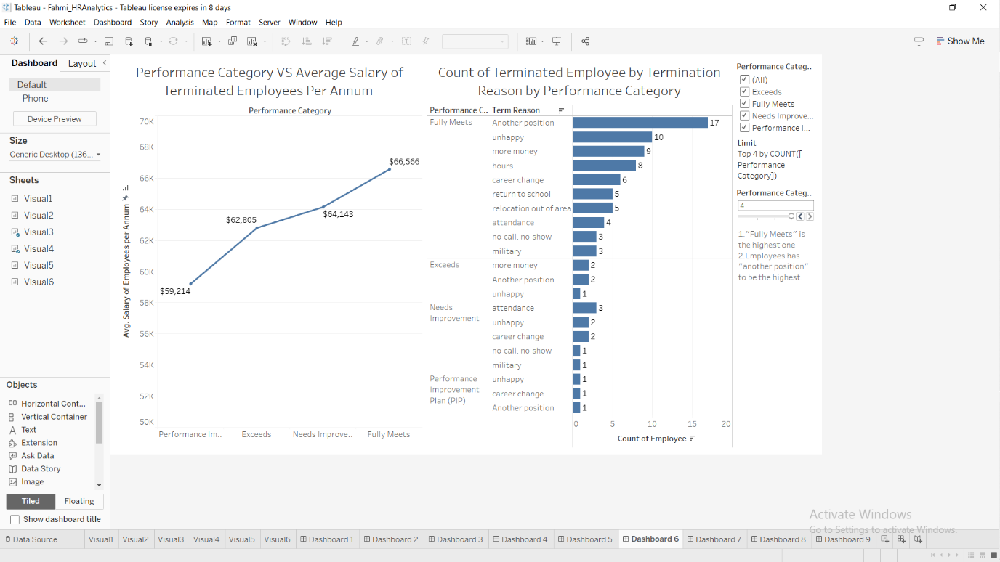 Tableau - Fahmi_HRAnalytics - Tableau license expires in 8 days
File Data Worksheet Dashboard Story Analysis Map Format Server Window Help
Show Me
Dashboard Layout
Default
Phone
Device Preview
Size
Generic Desktop (136...
Sheets
Visual1
Visual2
Visual3
Visual4
Visual5
Visual6
Objects
Horizontal Cont...
Vertical Container
Text
Extension
Ask Data
Data Story
Image
Tiled Floating
Show dashboard title
Performance Category VS Average Salary of
Terminated Employees Per Annum
Performance Category
Avg. Salary of Employees per Annum
70K
68K
66K
64K
62K
60K
58K
56K
54K
52K
50K
$59,214
$62,805
$64,143
$66,566
Performance Im.. Exceeds Needs Improve.. Fully Meets
Count of Terminated Employee by Termination
Reason by Performance Category
Performance C.. Term Reason
Fully Meets Another position 17
unhappy 10
more money 9
hours 8
career change 6
return to school 5
relocation out of area 5
attendance 4
no-call, no-show 3
military 3
Exceeds more money 2
Another position 2
unhappy 1
Needs
Improvement
attendance 3
unhappy 2
career change 2
no-call, no-show 1
military 1
Performance
Improvement
Plan (PIP)
unhappy 1
career change 1
Another position 1
0 5 10 15 20
Count of Employee
Performance Categ..
(All)
Exceeds
Fully Meets
Needs Improve...
Performance I...
Limit
Top 4 by COUNT([
Performance
Category])
Performance Categ..
4
1."Fully Meets" is
the highest one
2.Employees has
"another position"
to be the highest.
Activate Windows
Go to Settings to activate Windows.
Data Source Visual1 Visual2 Visual3 Visual4 Visual5 Visual6 Dashboard 1 Dashboard 2 Dashboard 3 Dashboard 4 Dashboard 5 Dashboard 6 Dashboard 7 Dashboard 8 Dashboard 9